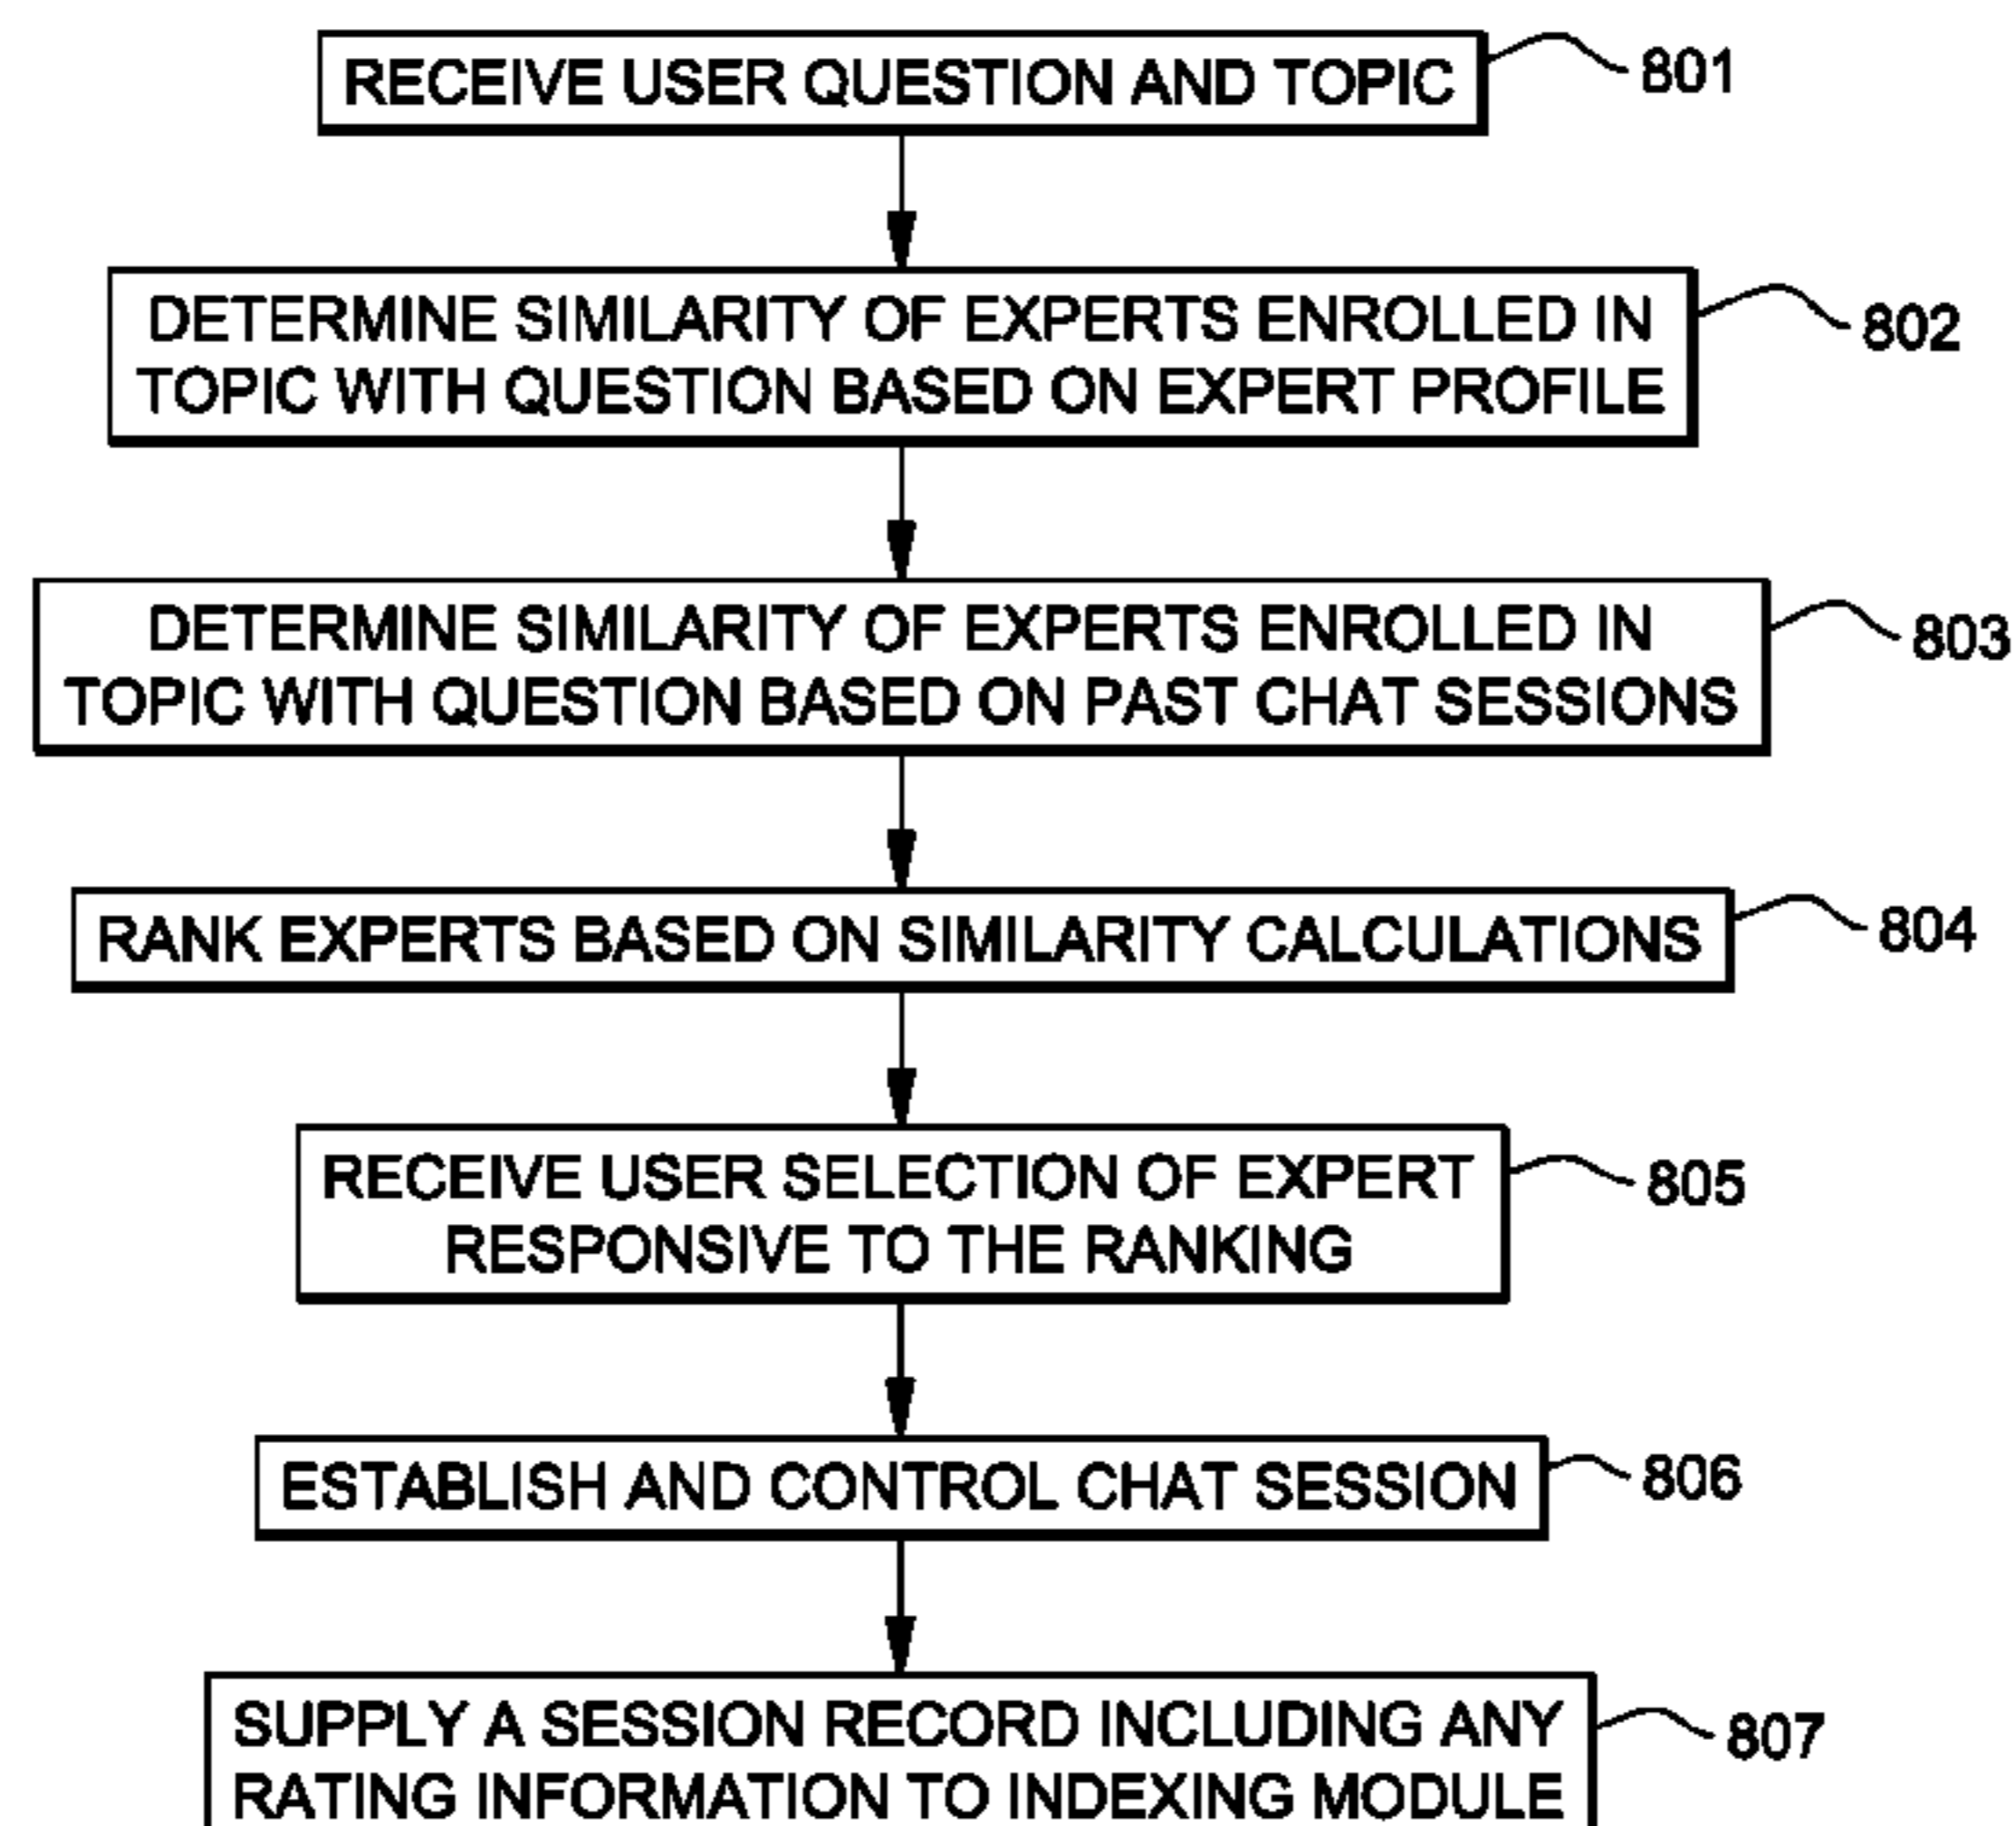 RECEIVE USER QUESTION AND TOPIC
801
DETERMINE SIMILARITY OF EXPERTS ENROLLED IN
TOPIC WITH QUESTION BASED ON EXPERT PROFILE
802
DETERMINE SIMILARITY OF EXPERTS ENROLLED IN
TOPIC WITH QUESTION BASED ON PAST CHAT SESSIONS
803
RANK EXPERTS BASED ON SIMILARITY CALCULATIONS
804
RECEIVE USER SELECTION OF EXPERT
RESPONSIVE TO THE RANKING
805
ESTABLISH AND CONTROL CHAT SESSION
806
SUPPLY A SESSION RECORD INCLUDING ANY
RATING INFORMATION TO INDEXING MODULE
807